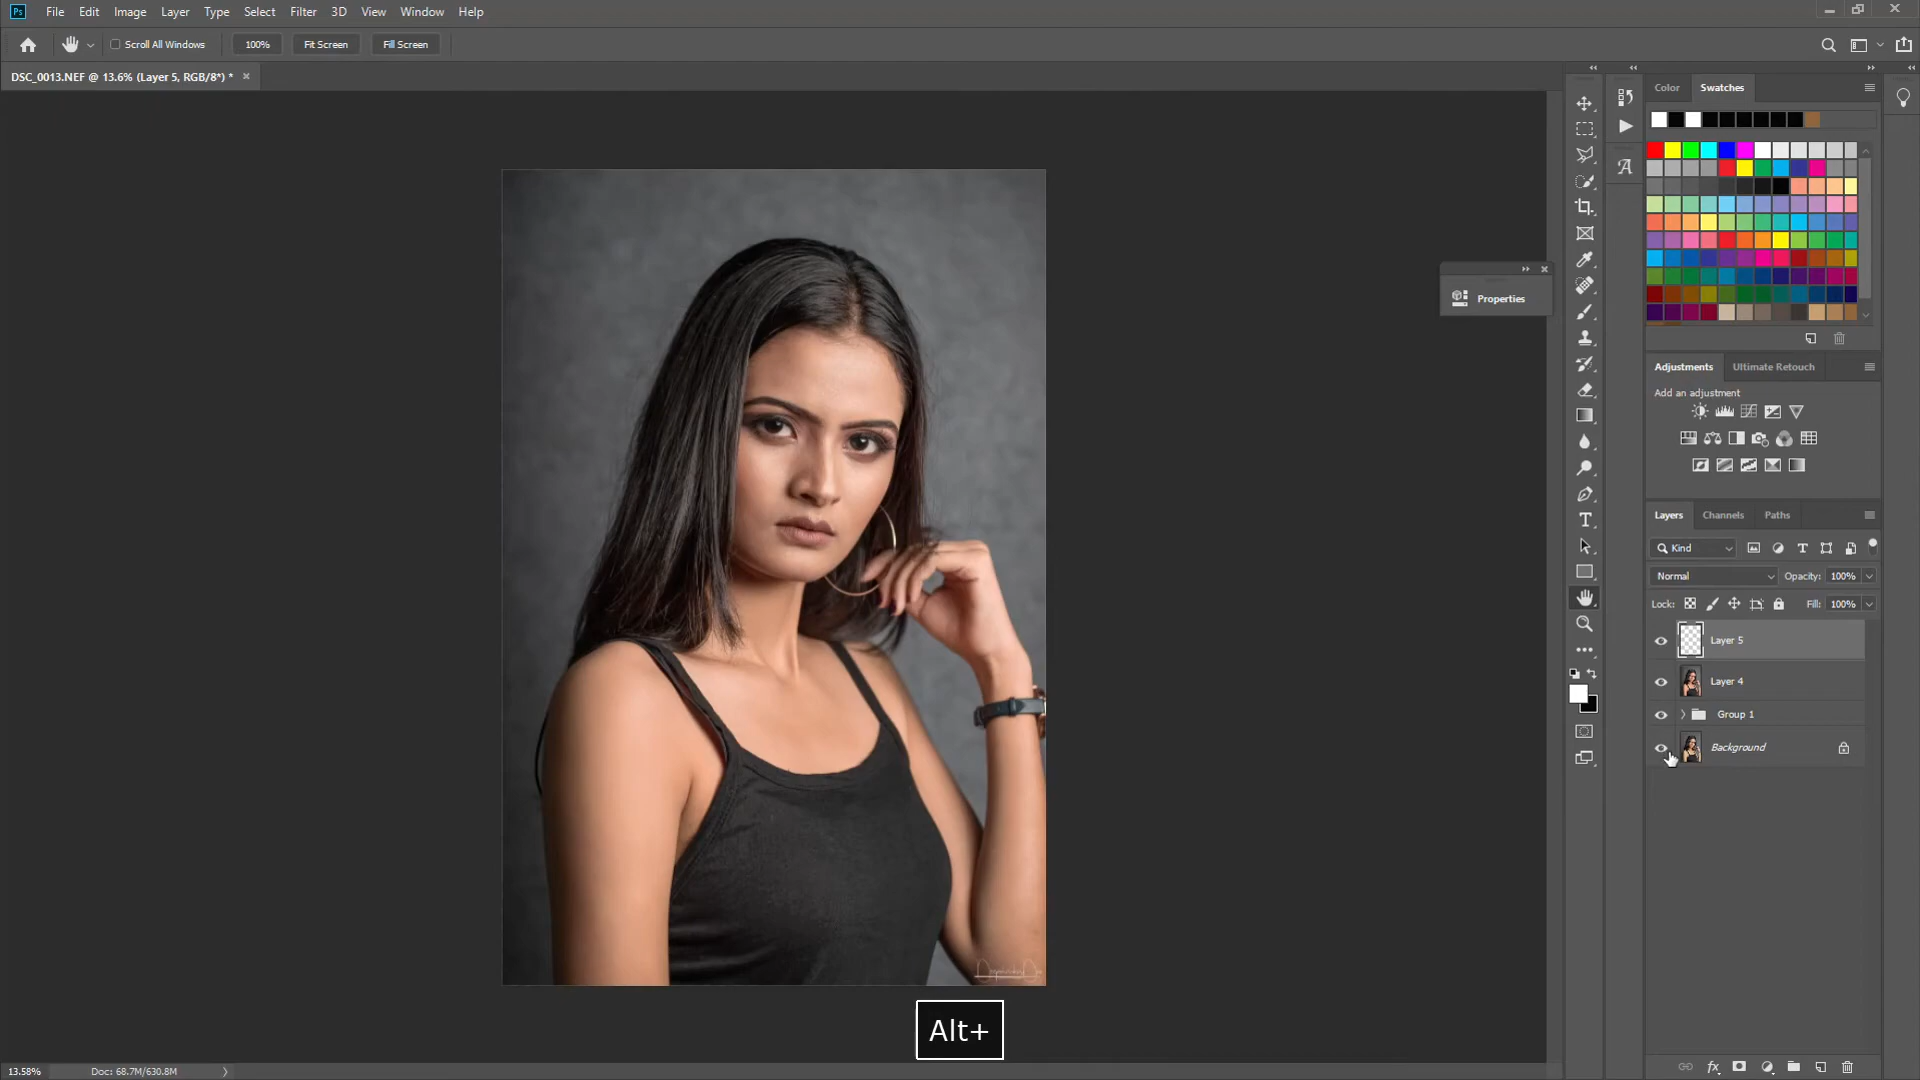 Ps File Edit Image Layer Type Select Filter 3D View Window Help
Scroll All Windows 100% Fit Screen Fill Screen
DSC_0013.NEF @ 13.6% (Layer 5, RGB/8*) * ×
Color Swatches
Properties
Adjustments Ultimate Retouch
Add an adjustment
Layers Channels Paths
Kind
Normal Opacity: 100%
Lock: Fill: 100%
Layer 5
Layer 4
Group 1
Background
Alt+
13.58% Doc: 68.7M/630.8M